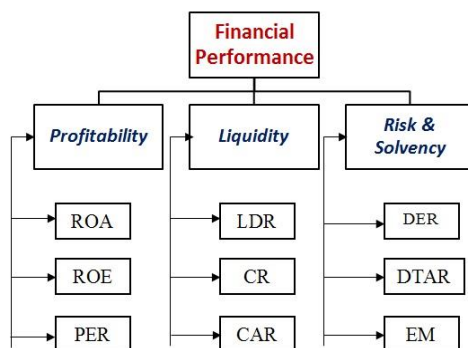 Financial
Performance
Profitability
Liquidity
Risk &
Solvency
ROA
LDR
DER
ROE
CR
DTAR
PER
CAR
EM